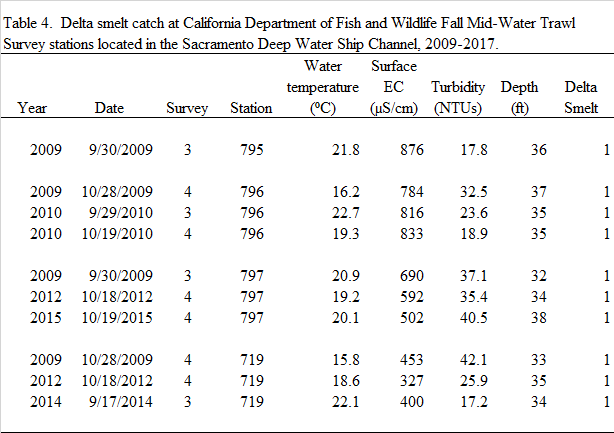 Table 4.  Delta smelt catch at California Department of Fish and Wildlife Fall Mid-Water Trawl
Survey stations located in the Sacramento Deep Water Ship Channel, 2009-2017.
Water Surface
temperature EC Turbidity Depth Delta
Year Date Survey Station (⁰C) (µS/cm) (NTUs) (ft) Smelt
2009 9/30/2009 3 795 21.8 876 17.8 36 1
2009 10/28/2009 4 796 16.2 784 32.5 37 1
2010 9/29/2010 3 796 22.7 816 23.6 35 1
2010 10/19/2010 4 796 19.3 833 18.9 35 1
2009 9/30/2009 3 797 20.9 690 37.1 32 1
2012 10/18/2012 4 797 19.2 592 35.4 34 1
2015 10/19/2015 4 797 20.1 502 40.5 38 1
2009 10/28/2009 4 719 15.8 453 42.1 33 1
2012 10/18/2012 4 719 18.6 327 25.9 35 1
2014 9/17/2014 3 719 22.1 400 17.2 34 1